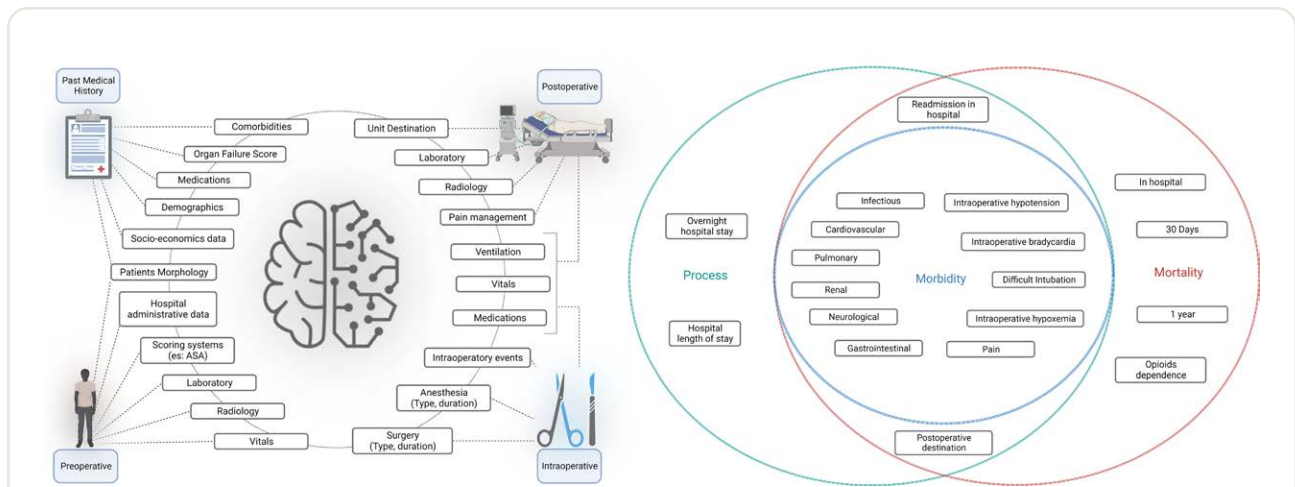 Past Medical
History
Comorbidities
Organ Failure Score
Medications
Demographics
Socio-economics data
Patients Morphology
Hospital
administrative data
Scoring systems
(es: ASA)
Laboratory
Radiology
Vitals
Preoperative
Postoperative
Unit Destination
Laboratory
Radiology
Pain management
Ventilation
Vitals
Medications
Intraoperatory events
Anesthesia
(Type, duration)
Surgery
(Type, duration)
Intraoperative
Readmission in
hospital
Overnight
hospital stay
Process
Hospital
length of stay
Infectious
Cardiovascular
Pulmonary
Renal
Neurological
Gastrointestinal
Morbidity
Intraoperative hypotension
Intraoperative bradycardia
Difficult Intubation
Intraoperative hypoxemia
Pain
Postoperative
destination
In hospital
30 Days
Mortality
1 year
Opioids
dependence